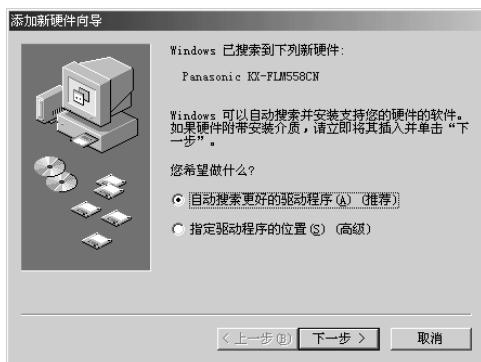 添加新硬件向导
Windows 已搜索到下列新硬件:
Panasonic KX-FLM558CN
Windows 可以自动搜索并安装支持您的硬件的软件。
如果硬件附带安装介质,请立即将其插入并单击“下
一步”。
您希望做什么?
自动搜索更好的驱动程序(A) (推荐)
指定驱动程序的位置(S) (高级)
< 上一步(B) 下一步 > 取消